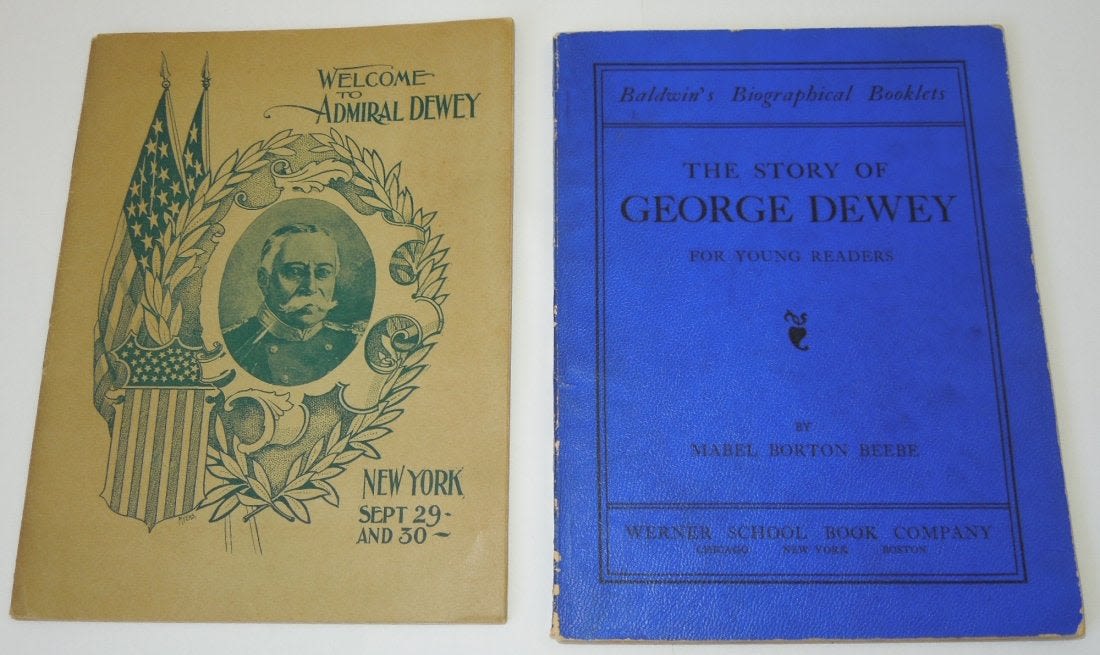 WELCOME
TO
ADMIRAL DEWEY
NEW YORK,
SEPT 29-
AND 30~
Baldwin's Biographical Booklets
THE STORY OF
GEORGE DEWEY
FOR YOUNG READERS
BY
MABEL BORTON BEEBE
WERNER SCHOOL BOOK COMPANY
CHICAGO NEW YORK BOSTON